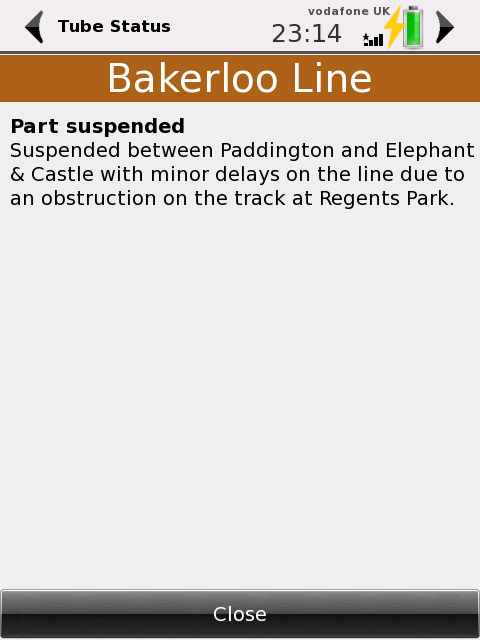 vodafone UK
Tube Status
23:14
Bakerloo Line
Part suspended
Suspended between Paddington and Elephant
& Castle with minor delays on the line due to
an obstruction on the track at Regents Park.
Close